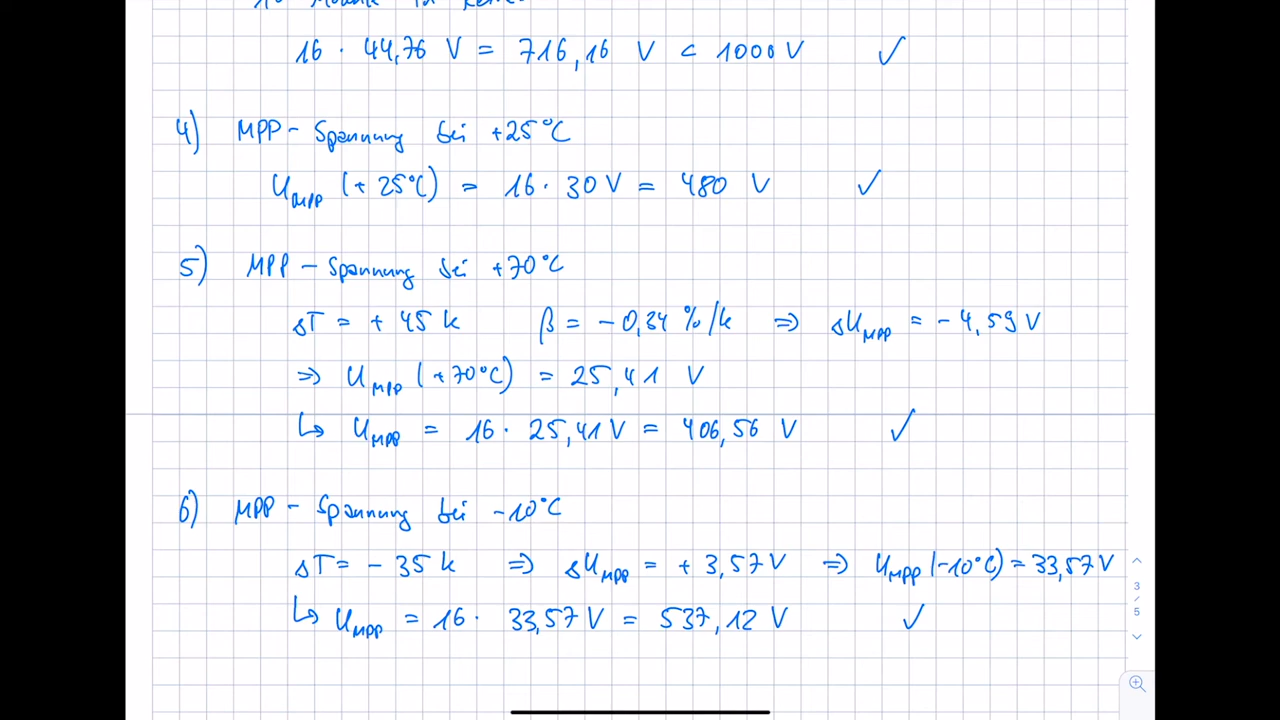 16 · 44,76 V = 716,16 V < 1000 V ✓
4) MPP - Spannung bei +25°C
U_MPP (+ 25°C) = 16 · 30 V = 480 V ✓
5) MPP - Spannung bei +70°C
ΔT = + 45 K β = - 0,34 %/K ⇒ ΔU_MPP = - 4,59 V
⇒ U_MPP (+70°C) = 25,41 V
↳ U_MPP = 16 · 25,41 V = 406,56 V ✓
6) MPP - Spannung bei -10°C
ΔT = - 35 K ⇒ ΔU_MPP = + 3,57 V ⇒ U_MPP (-10°C) = 33,57 V
↳ U_MPP = 16 · 33,57 V = 537,12 V ✓
3
/
5